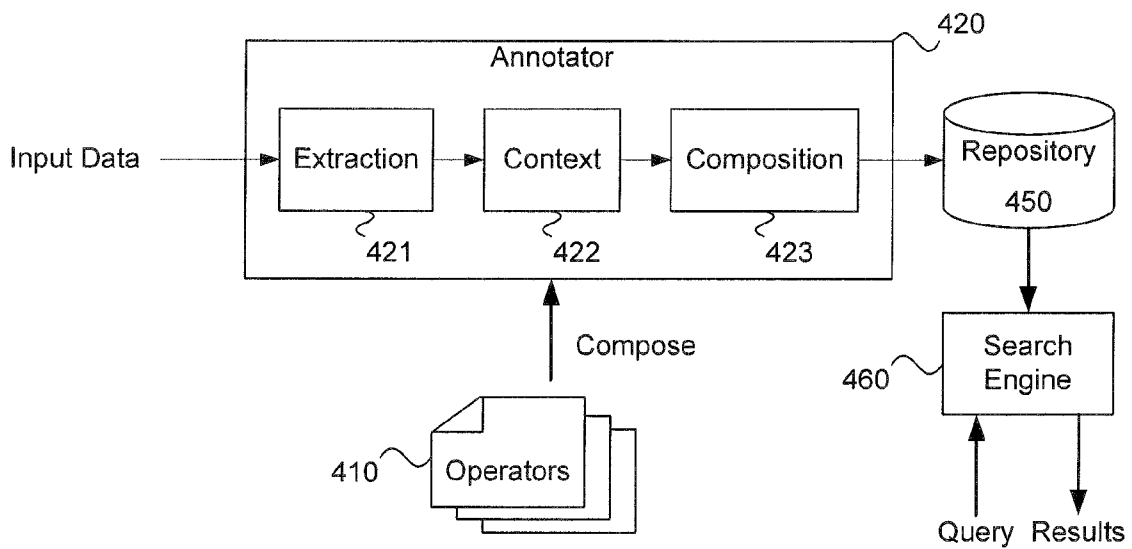 420
Annotator
Input Data
Extraction
Context
Composition
Repository
450
421
422
423
Compose
Search
Engine
460
410
Operators
Query Results